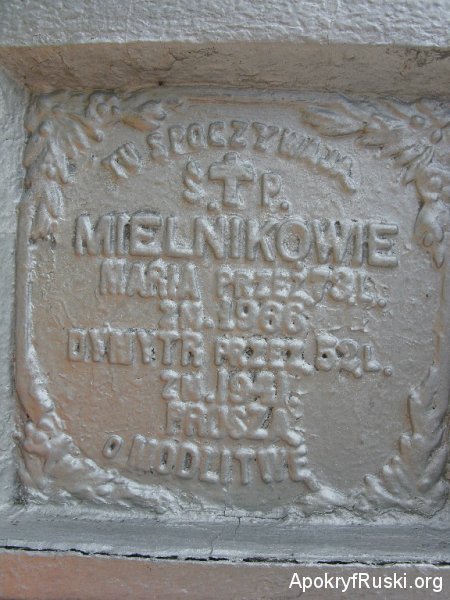 TU SPOCZYWAJĄ
Ś.†P.
MIELNIKOWIE
MARIA PRZEŻ. 73.L.
ZM. 1966
DYMYTR PRZEŻ. 52 L.
ZM. 1941.
PROSZĄ
O MODLITWĘ
ApokryfRuski.org